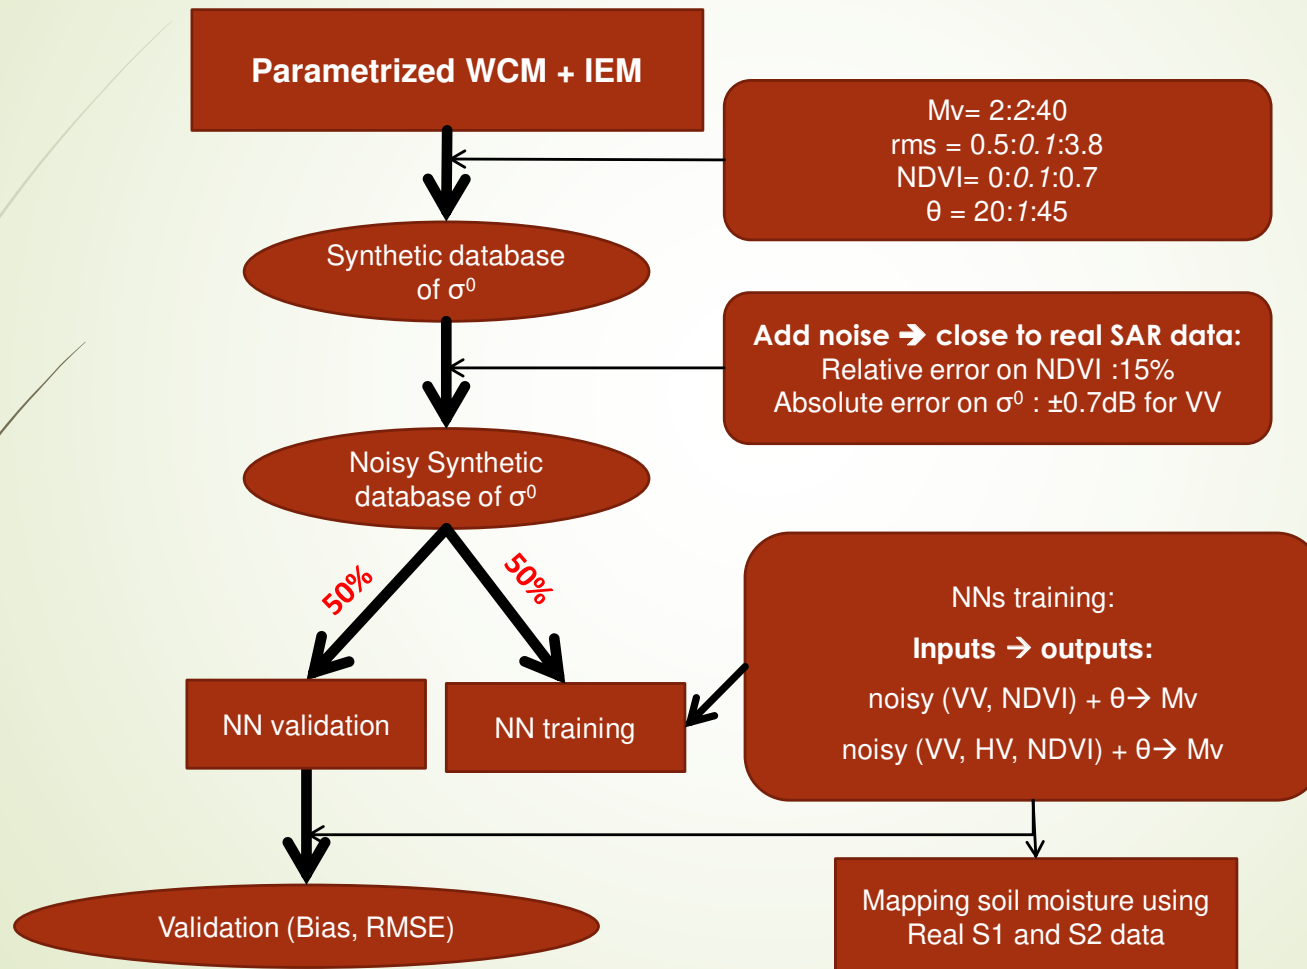 Parametrized WCM + IEM
Mv= 2:2:40
rms = 0.5:0.1:3.8
NDVI= 0:0.1:0.7
θ = 20:1:45
Synthetic database
of σ⁰
Add noise ➔ close to real SAR data:
Relative error on NDVI :15%
Absolute error on σ⁰ : ±0.7dB for VV
Noisy Synthetic
database of σ⁰
50%
50%
NNs training:
Inputs → outputs:
noisy (VV, NDVI) + θ→ Mv
noisy (VV, HV, NDVI) + θ→ Mv
NN validation
NN training
Validation (Bias, RMSE)
Mapping soil moisture using
Real S1 and S2 data